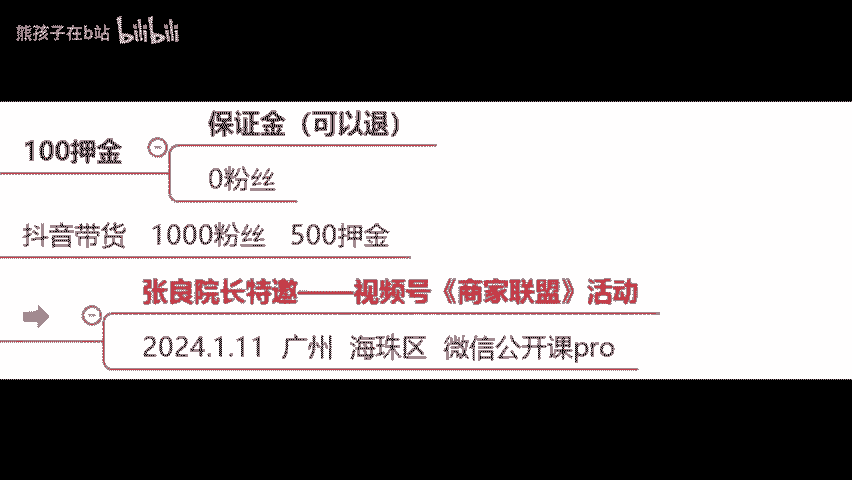 熊孩子在b站 bilibili
保证金（可以退）
100押金
0粉丝
抖音带货 1000粉丝 500押金
张良院长特邀——视频号《商家联盟》活动
2024.1.11 广州 海珠区 微信公开课pro